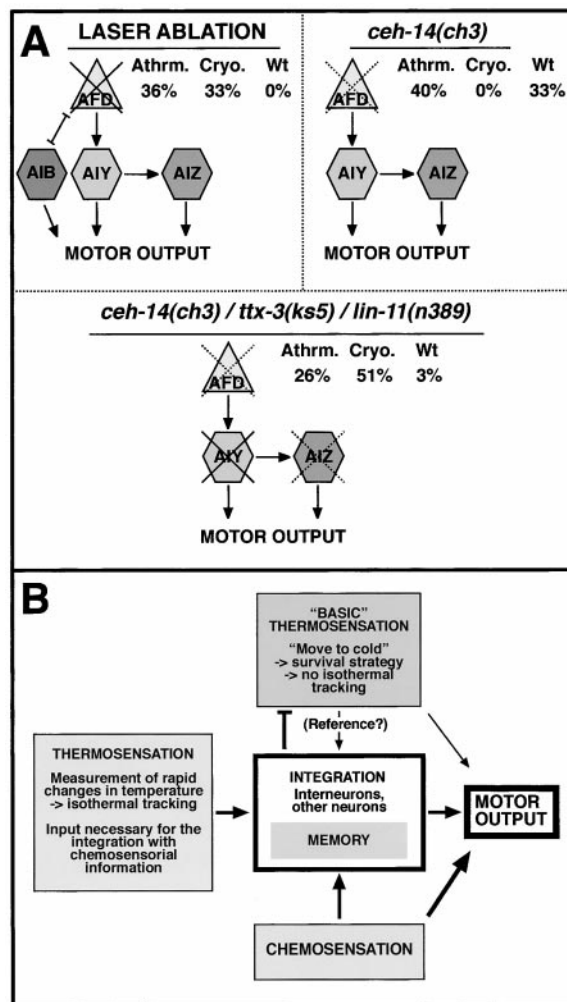 A
LASER ABLATION
Athrm. Cryo. Wt
36% 33% 0%
AFD
AIB AIY AIZ
MOTOR OUTPUT
ceh-14(ch3)
Athrm. Cryo. Wt
40% 0% 33%
AFD
AIY AIZ
MOTOR OUTPUT
ceh-14(ch3) / ttx-3(ks5) / lin-11(n389)
Athrm. Cryo. Wt
26% 51% 3%
AFD
AIY AIZ
MOTOR OUTPUT
B
"BASIC"
THERMOSENSATION
"Move to cold"
-> survival strategy
-> no isothermal
tracking
(Reference?)
THERMOSENSATION
Measurement of rapid
changes in temperature
-> isothermal tracking
Input necessary for the
integration with
chemosensorial
information
INTEGRATION
Interneurons,
other neurons
MEMORY
MOTOR
OUTPUT
CHEMOSENSATION